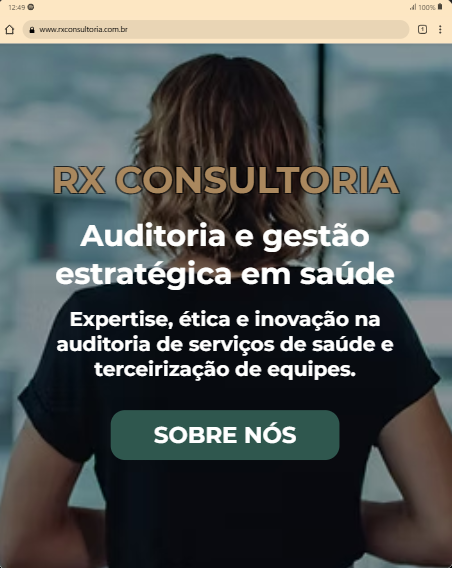 12:49
100%
www.rxconsultoria.com.br
RX CONSULTORIA
Auditoria e gestão
estratégica em saúde
Expertise, ética e inovação na
auditoria de serviços de saúde e
terceirização de equipes.
SOBRE NÓS